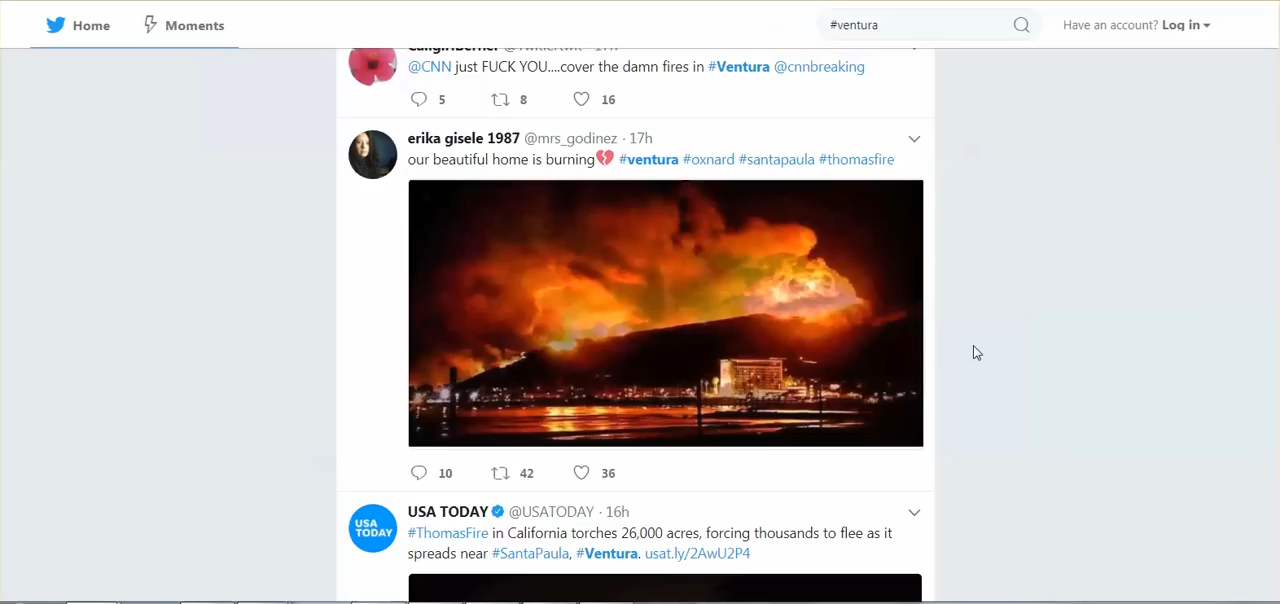 Home Moments #ventura Have an account? Log in
@CNN just FUCK YOU....cover the damn fires in #Ventura @cnnbreaking
5 8 16
erika gisele 1987 @mrs_godinez · 17h
our beautiful home is burning💔 #ventura #oxnard #santapaula #thomasfire
10 42 36
USA TODAY @USATODAY · 16h
USA
TODAY
#ThomasFire in California torches 26,000 acres, forcing thousands to flee as it
spreads near #SantaPaula, #Ventura. usat.ly/2AwU2P4